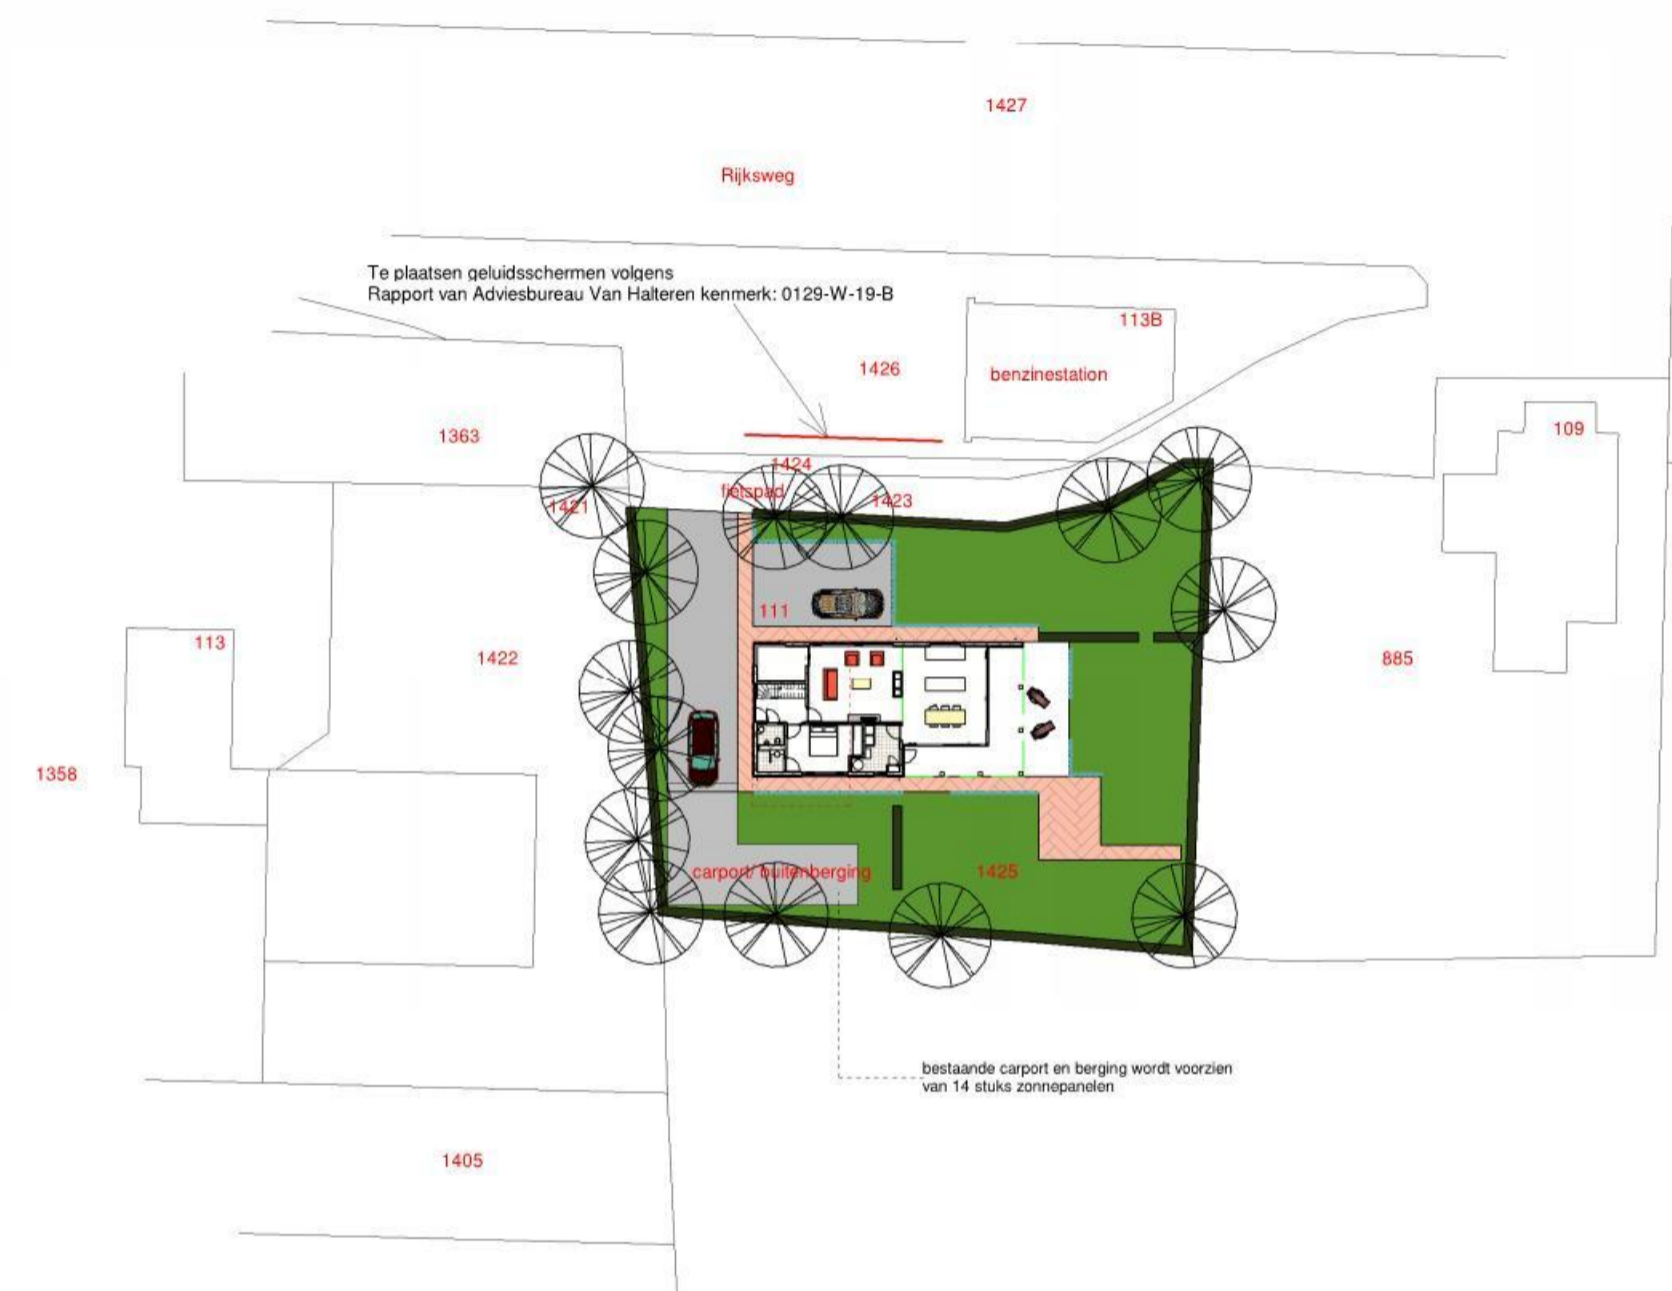 1427
Rijksweg
Te plaatsen geluidsschermen volgens
Rapport van Adviesbureau Van Halteren kenmerk: 0129-W-19-B
113B
1426
benzinestation
1363
109
1424
fietspad
1423
1421
111
113
1422
885
1358
carport/ buitenberging
1425
bestaande carport en berging wordt voorzien
van 14 stuks zonnepanelen
1405